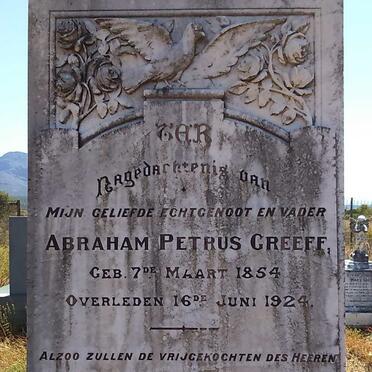 TER
Nagedachtenis van
MIJN GELIEFDE ECHTGENOOT EN VADER
ABRAHAM PETRUS GREEFF,
GEB. 7DE MAART 1854
OVERLEDEN 16DE JUNI 1924.
ALZOO ZULLEN DE VRIJGEKOCHTEN DES HEEREN